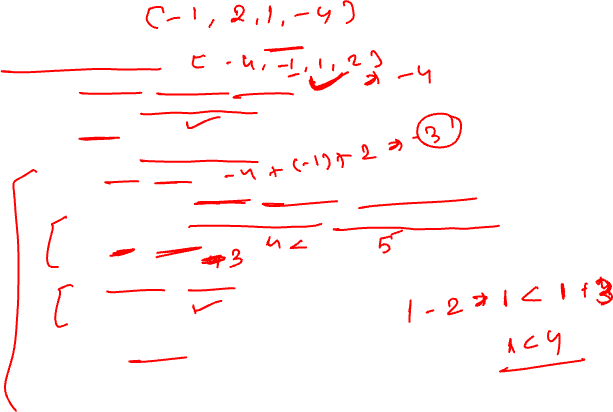 [-1, 2, 1, -4]
[-4, -1, 1, 2] → -4
-4 + (-1) + 2 → -3
4 < 5
3
1 - 2 → 1 < 1 + 3
1 < 4